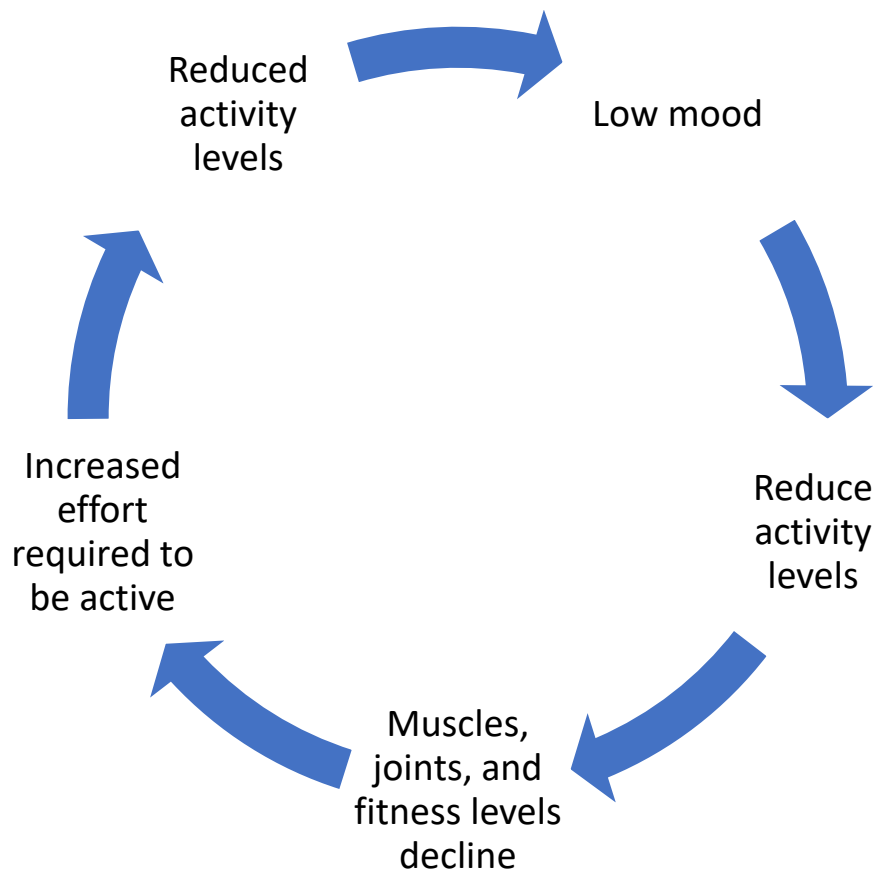 Reduced
activity
levels
Low mood
Reduce
activity
levels
Muscles,
joints, and
fitness levels
decline
Increased
effort
required to
be active